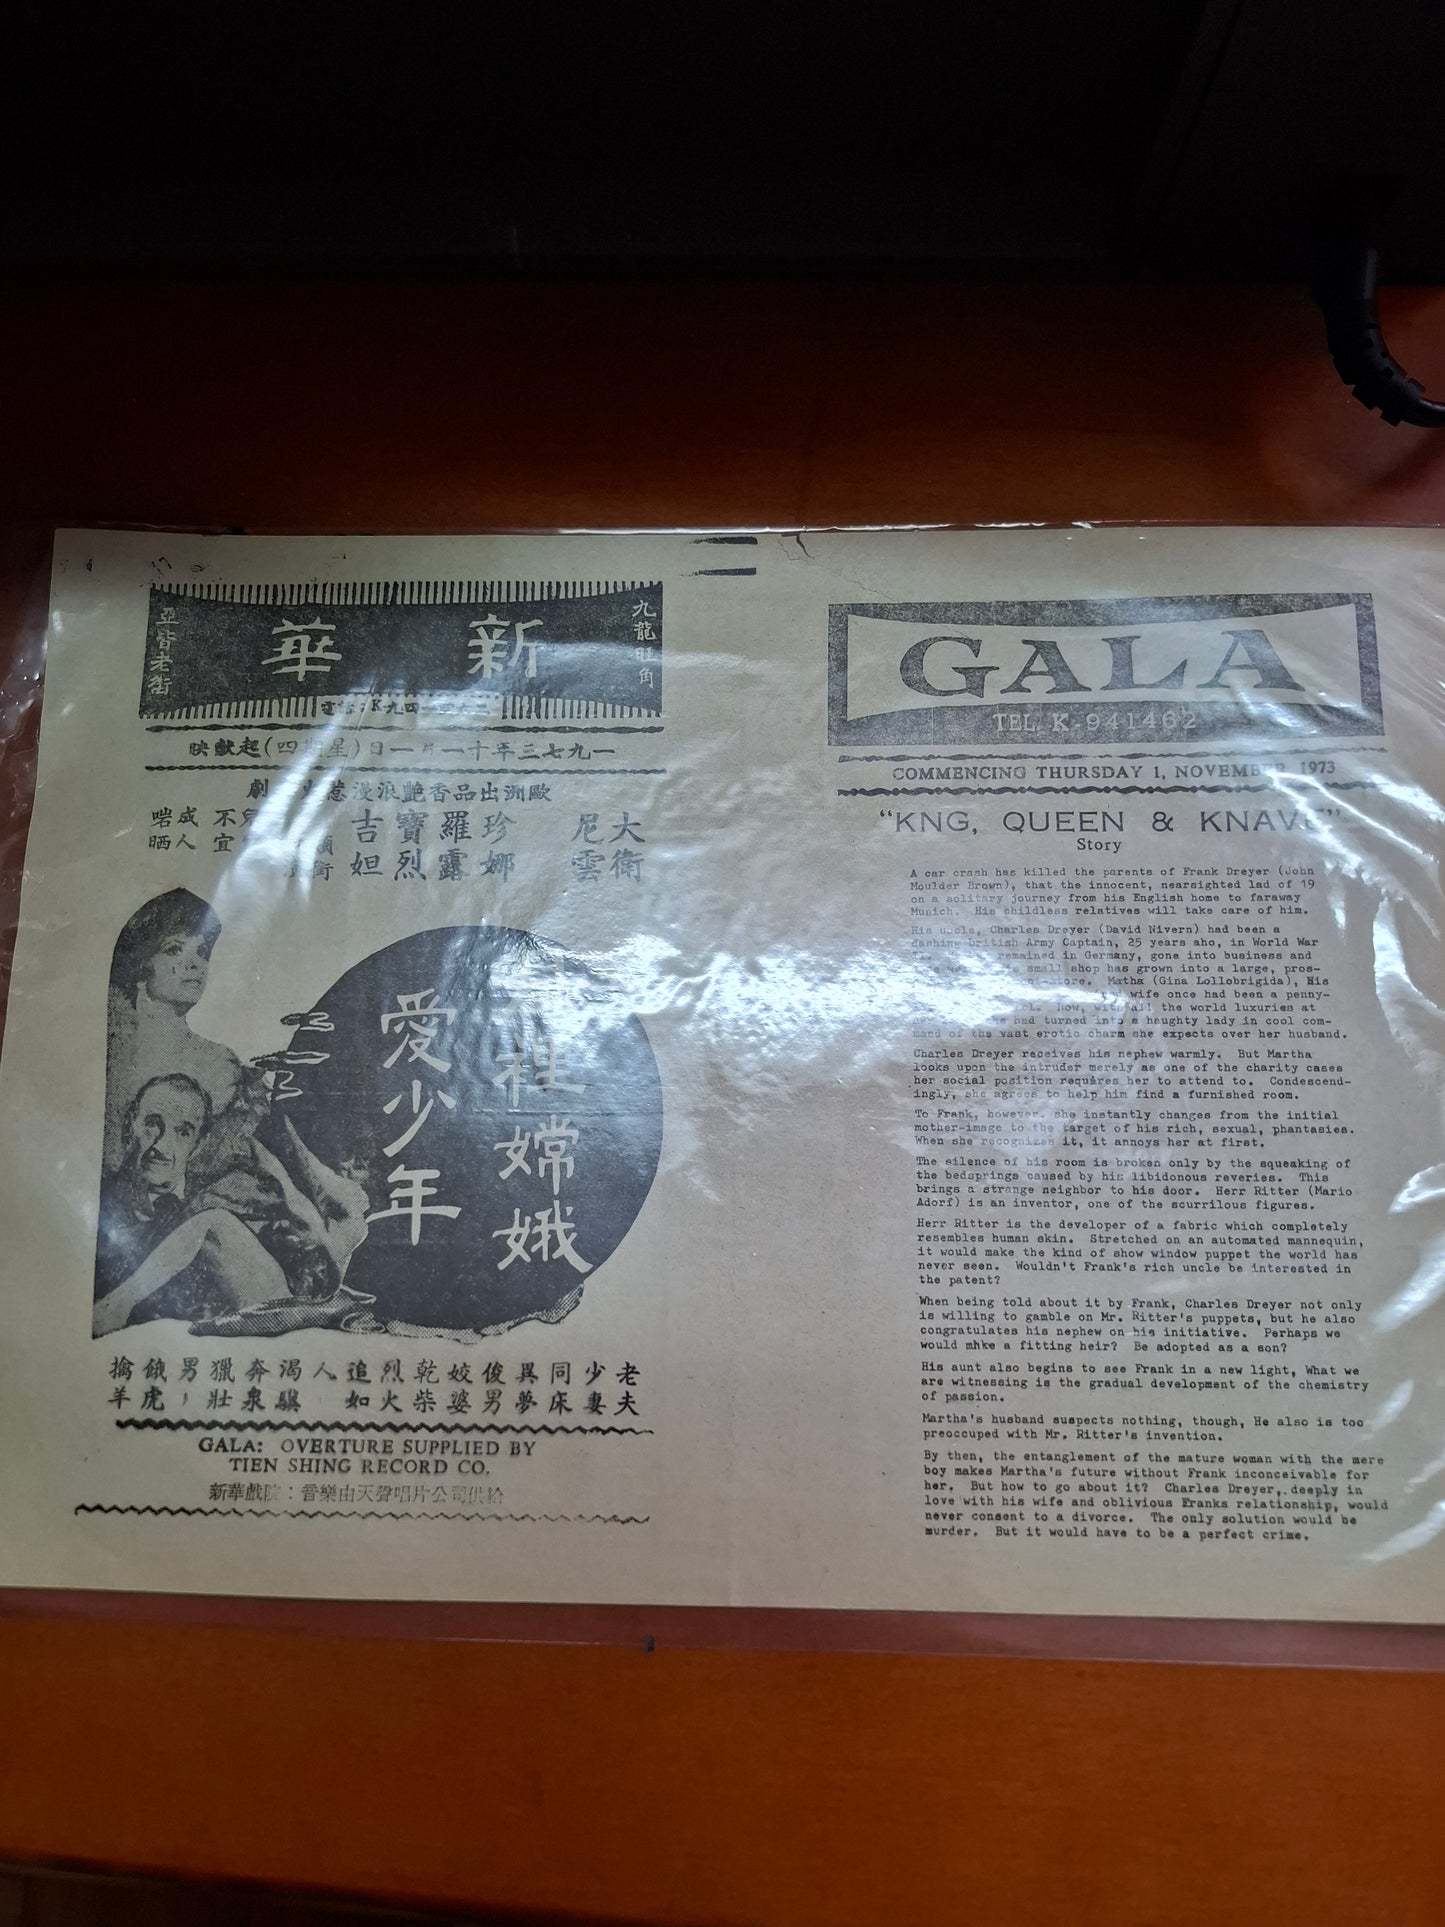 新華
九龍旺角
亞皆老街
一九七三年十一月一日(星期四)起獻映
歐洲出品香艷浪漫惹火劇
大衛尼雲
珍娜羅露寶烈吉妲
領銜
不宜
成人
啱晒
裡嫦娥
愛少年
老夫少妻同床異夢俊男姣婆乾柴烈火
追如人渴驥奔泉獵壯男,餓虎擒羊
GALA: OVERTURE SUPPLIED BY
TIEN SHING RECORD CO.
新華戲院:音樂由天聲唱片公司供給
GALA
TEL. K-941462
COMMENCING THURSDAY 1, NOVEMBER 1973
"KNG, QUEEN & KNAVE"
Story
A car crash has killed the parents of Frank Dreyer (John
Moulder Brown), that the innocent, nearsighted lad of 19
on a solitary journey from his English home to faraway
Munich. His childless relatives will take care of him.
His uncle, Charles Dreyer (David Nivern) had been a
dashing British Army Captain, 25 years aho, in World War
remained in Germany, gone into business and
small shop has grown into a large, pros-
store. Matha (Gina Lollobrigida), His
wife once had been a penny-
Now, with all the world luxuries at
she had turned into a haughty lady in cool com-
mand of the vast erotic charm she expects over her husband.
Charles Dreyer receives his nephew warmly. But Martha
looks upon the intruder merely as one of the charity cases
her social position requires her to attend to. Condescend-
ingly, she agrees to help him find a furnished room.
To Frank, however, she instantly changes from the initial
mother-image to the target of his rich, sexual, phantasies.
When she recognizes it, it annoys her at first.
The silence of his room is broken only by the squeaking of
the bedsprings caused by his libidonous reveries. This
brings a strange neighbor to his door. Herr Ritter (Mario
Adorf) is an inventor, one of the scurrilous figures.
Herr Ritter is the developer of a fabric which completely
resembles human skin. Stretched on an automated mannequin,
it would make the kind of show window puppet the world has
never seen. Wouldn't Frank's rich uncle be interested in
the patent?
When being told about it by Frank, Charles Dreyer not only
is willing to gamble on Mr. Ritter's puppets, but he also
congratulates his nephew on his initiative. Perhaps we
would mhke a fitting heir? Be adopted as a son?
His aunt also begins to see Frank in a new light, What we
are witnessing is the gradual development of the chemistry
of passion.
Martha's husband suspects nothing, though, He also is too
preoccuped with Mr. Ritter's invention.
By then, the entanglement of the mature woman with the mere
boy makes Martha's future without Frank inconceivable for
her. But how to go about it? Charles Dreyer, deeply in
love with his wife and oblivious Franks relationship, would
never consent to a divorce. The only solution would be
murder. But it would have to be a perfect crime.